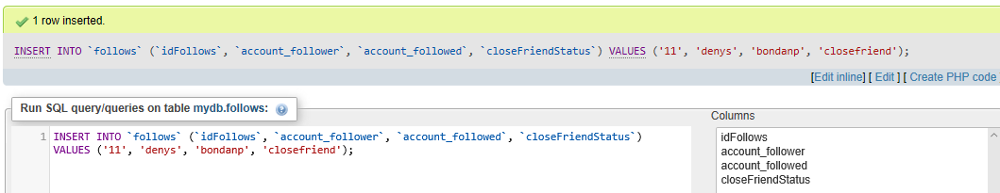 1 row inserted.
INSERT INTO `follows` (`idFollows`, `account_follower`, `account_followed`, `closeFriendStatus`) VALUES ('11', 'denys', 'bondanp', 'closefriend');
[Edit inline] [ Edit ] [ Create PHP code
Run SQL query/queries on table mydb.follows:
Columns
1 INSERT INTO `follows` (`idFollows`, `account_follower`, `account_followed`, `closeFriendStatus`)
VALUES ('11', 'denys', 'bondanp', 'closefriend');
idFollows
account_follower
account_followed
closeFriendStatus